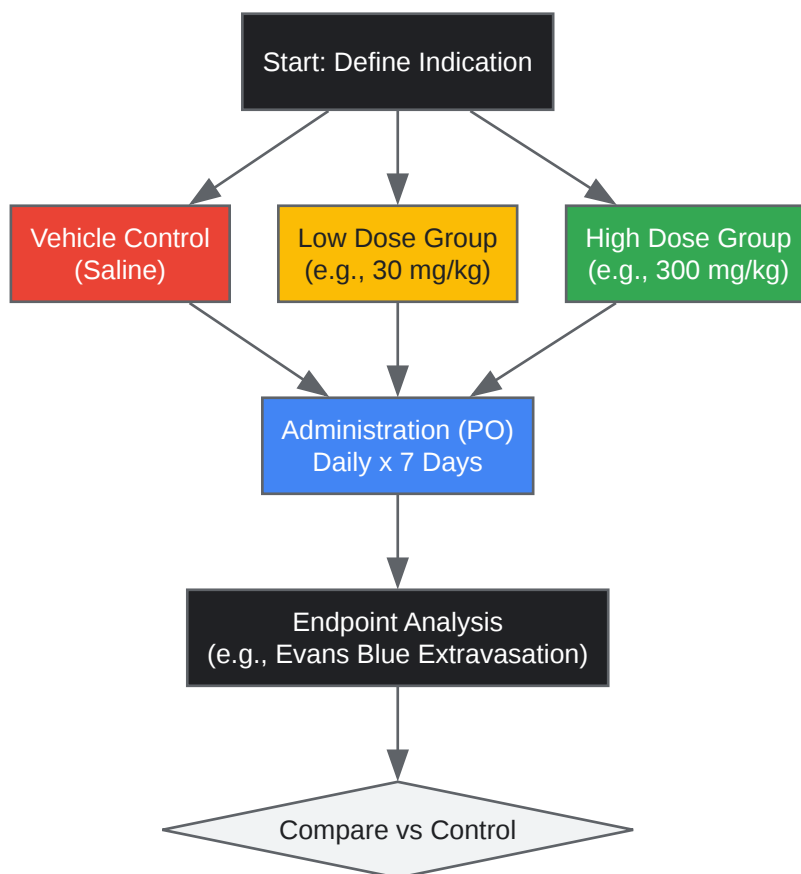 Start: Define Indication
Vehicle Control
(Saline)
Low Dose Group
(e.g., 30 mg/kg)
High Dose Group
(e.g., 300 mg/kg)
Administration (PO)
Daily x 7 Days
Endpoint Analysis
(e.g., Evans Blue Extravasation)
Compare vs Control